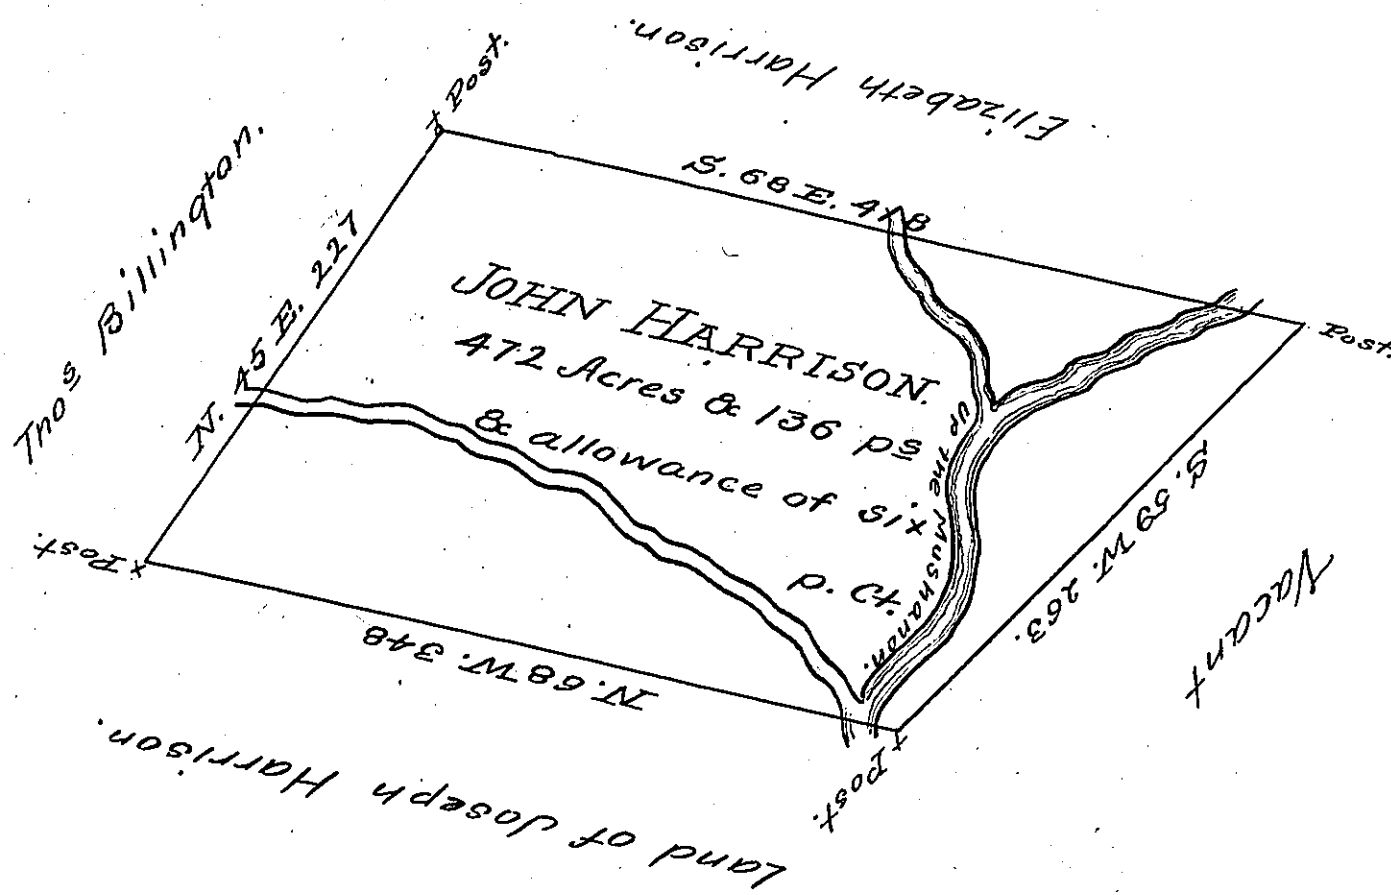 Elizabeth Harrison.
Post.
S. 68 E. 418
Thos Billington.
N. 45 E. 227
JOHN HARRISON.
472 Acres & 136 ps
& allowance of six
p. Ct.
Up the Mushanon.
Post.
S. 59 W. 263.
Vacant
Post.
N. 68 W. 348
Post.
Land of Joseph Harrison.